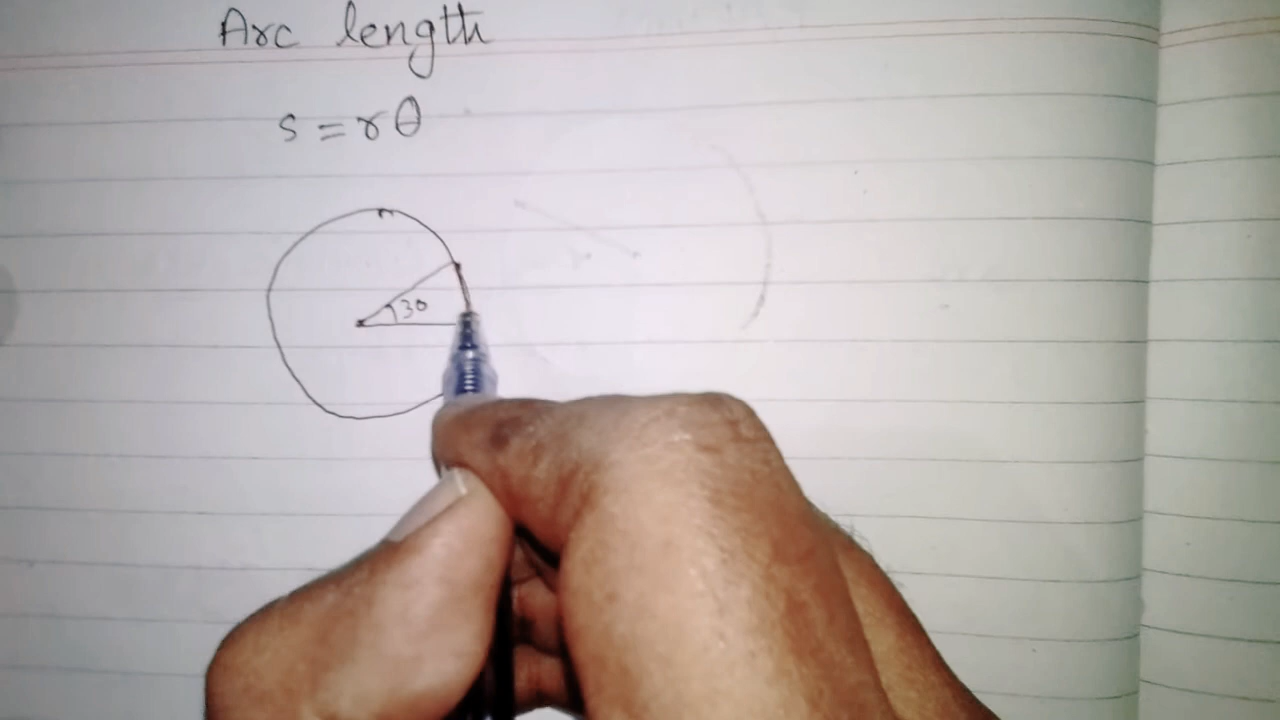 Arc length
s = rθ
30